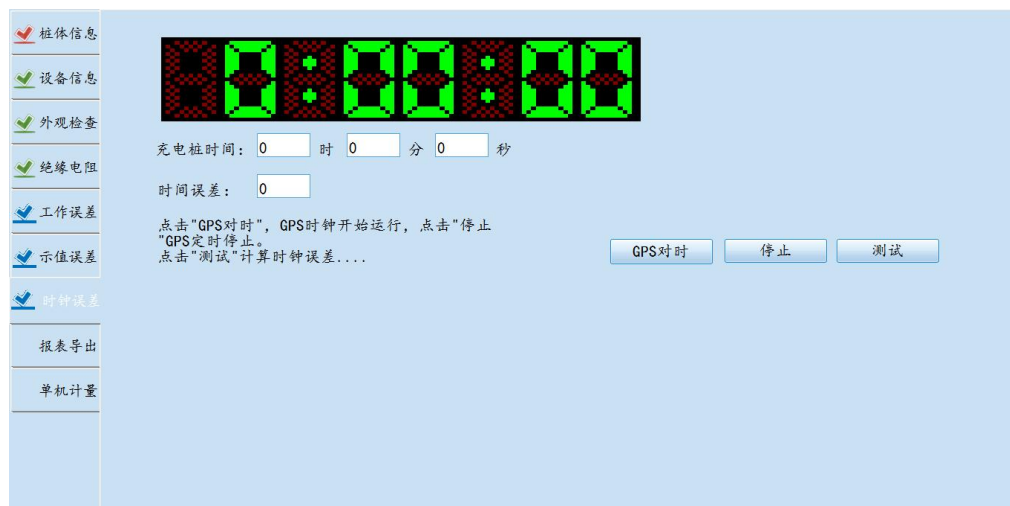 桩体信息
设备信息
外观检查
绝缘电阻
工作误差
示值误差
时钟误差
报表导出
单机计量
0:00:00
充电桩时间: 0 时 0 分 0 秒
时间误差: 0
点击"GPS对时", GPS时钟开始运行, 点击"停止
"GPS定时停止。
点击"测试"计算时钟误差....
GPS对时 停止 测试